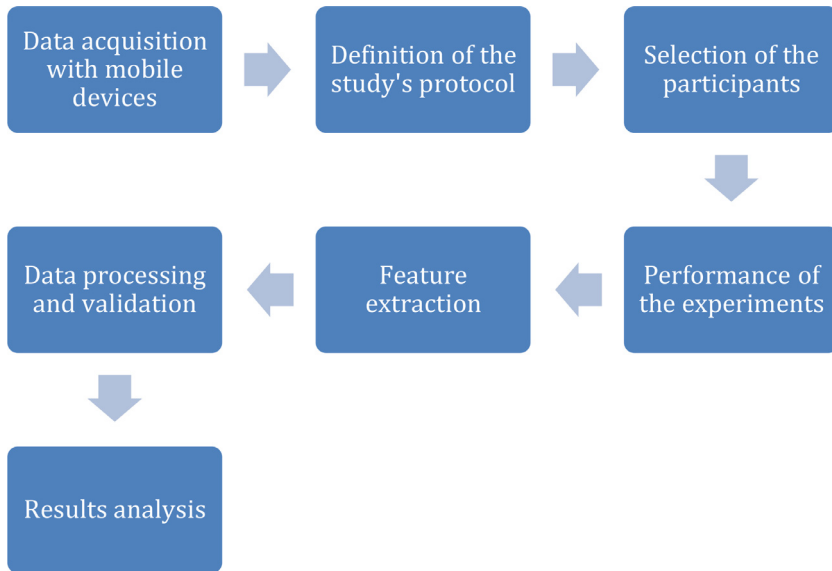 Data acquisition
with mobile
devices
Definition of the
study's protocol
Selection of the
participants
Performance of
the experiments
Feature
extraction
Data processing
and validation
Results analysis